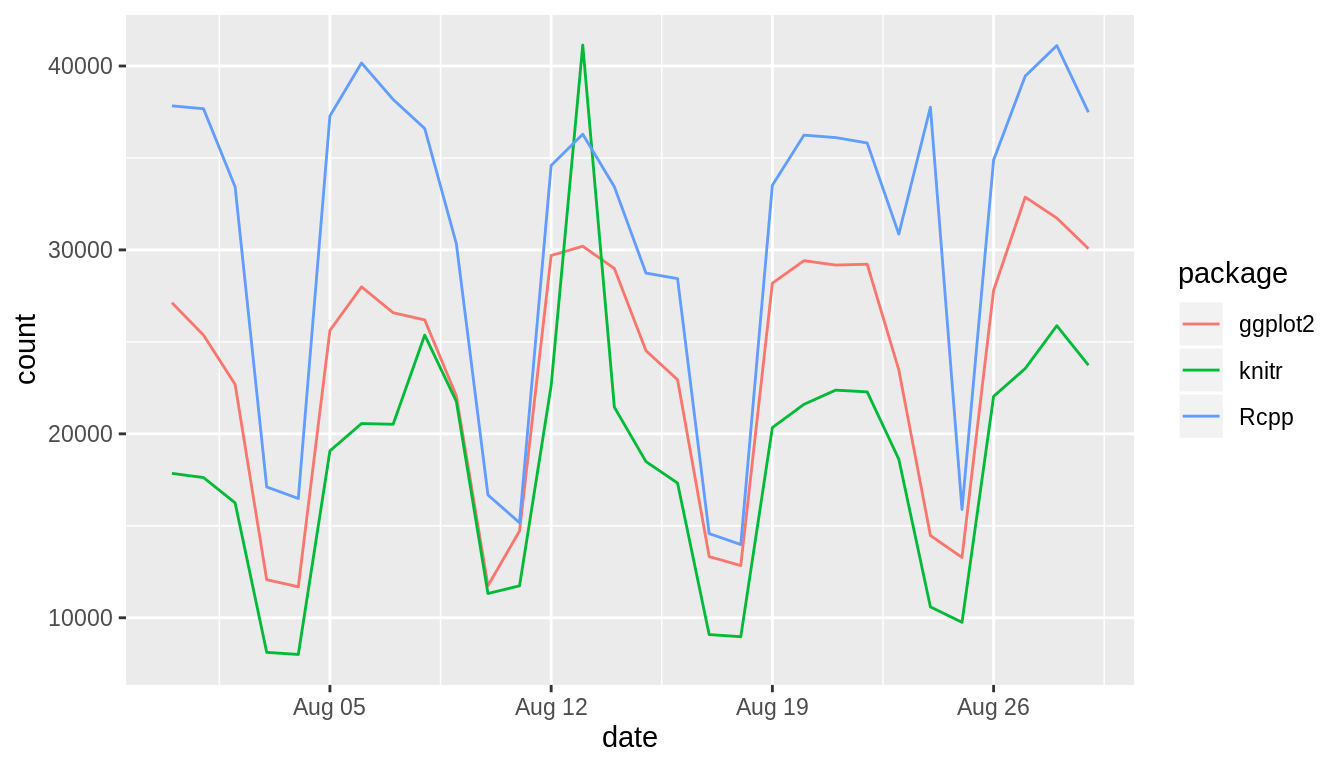 count
40000
30000
20000
10000
Aug 05
Aug 12
Aug 19
Aug 26
date
package
ggplot2
knitr
Rcpp